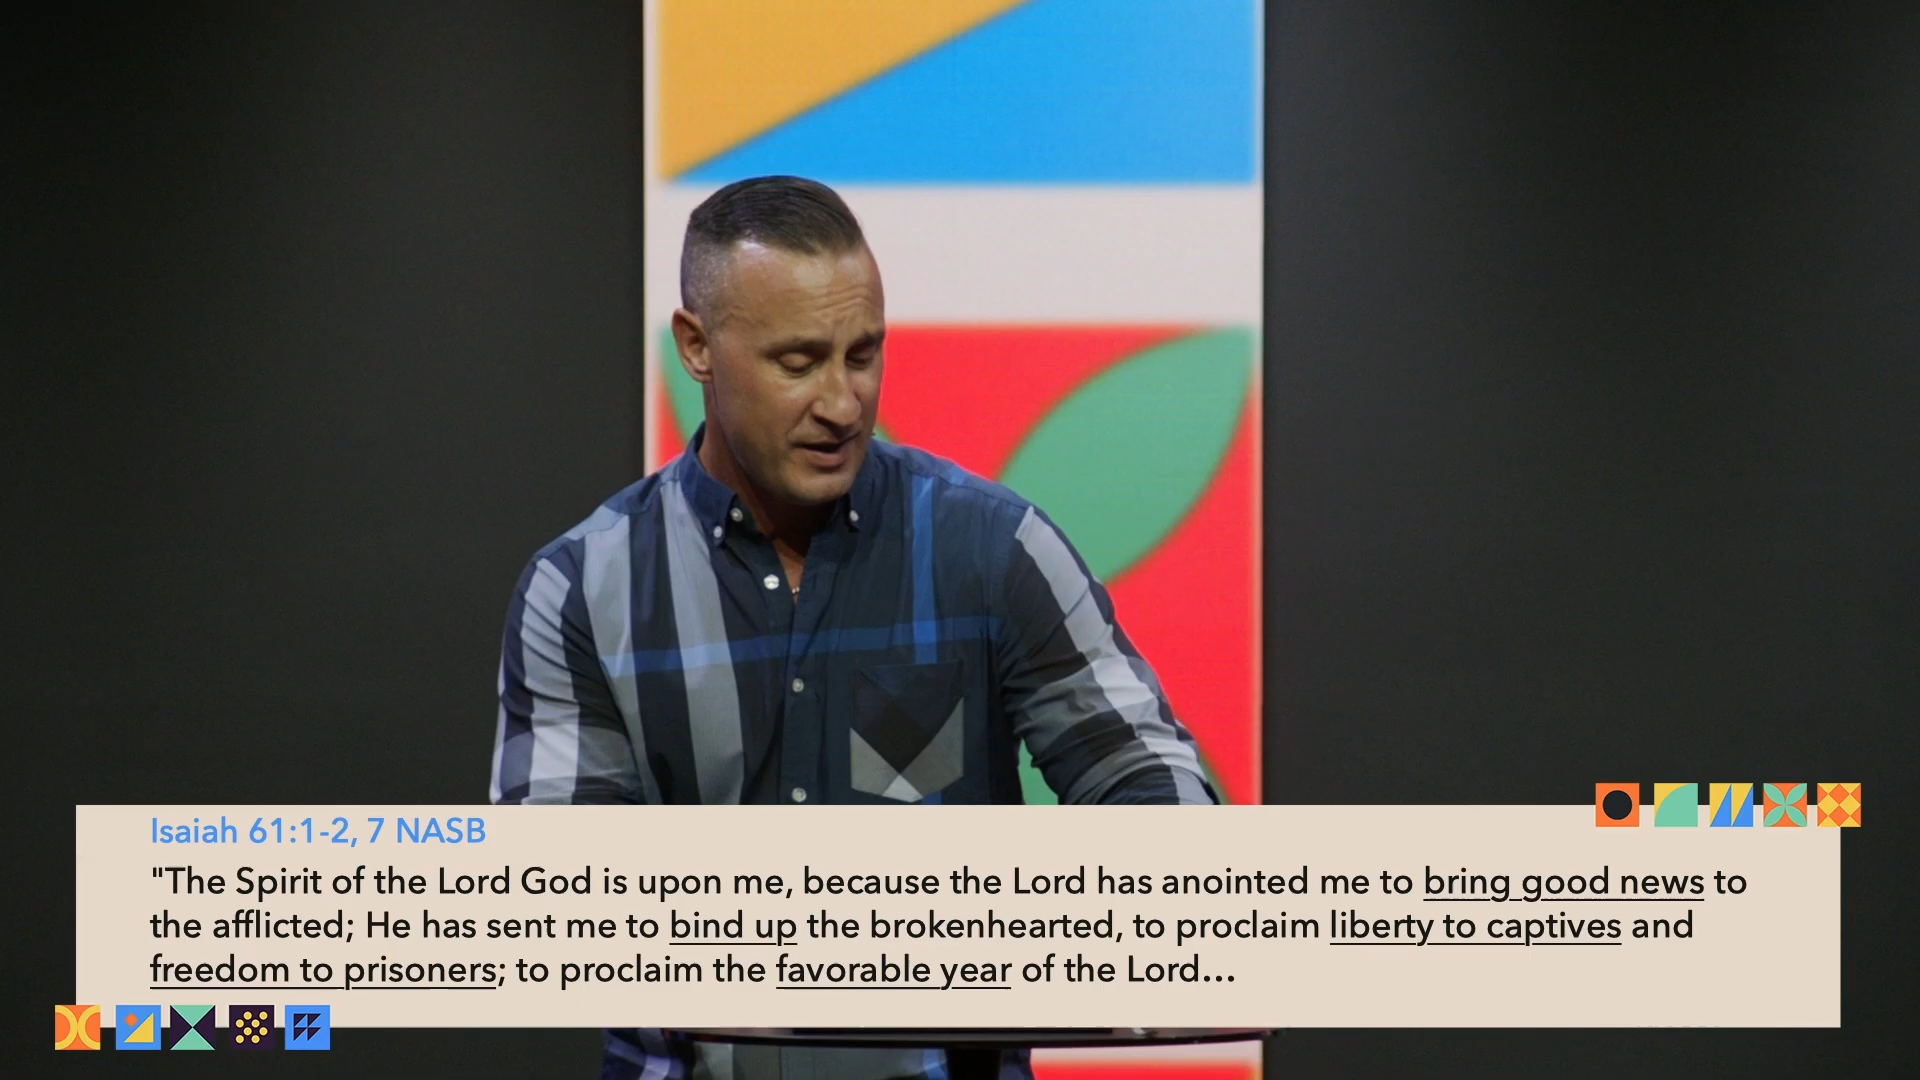 Isaiah 61:1-2, 7 NASB
"The Spirit of the Lord God is upon me, because the Lord has anointed me to bring good news to
the afflicted; He has sent me to bind up the brokenhearted, to proclaim liberty to captives and
freedom to prisoners; to proclaim the favorable year of the Lord...